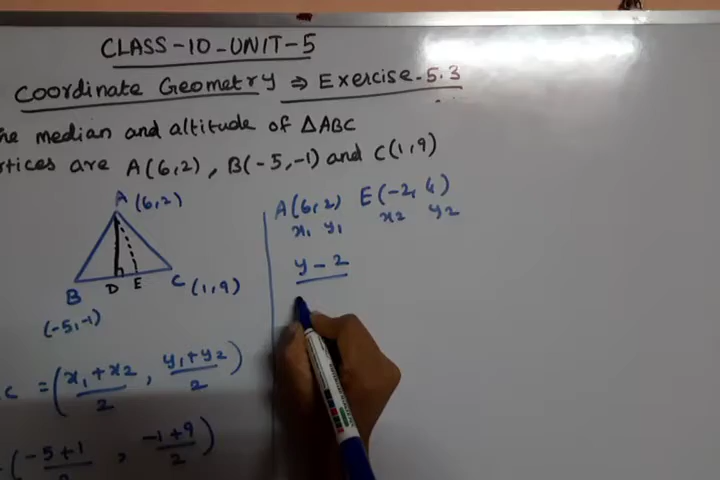 CLASS-10-UNIT-5
Coordinate Geometry ⇒ Exercise-5.3
he median and altitude of △ABC
rtices are A(6,2), B(-5,-1) and C(1,9)
A (6,2)
B
D
E
C (1,9)
(-5,-1)
C = (x₁+x₂/2, y₁+y₂/2)
(-5+1/2, -1+9/2)
A(6,2) E(-2,4)
x₁ y₁ x₂ y₂
y-2